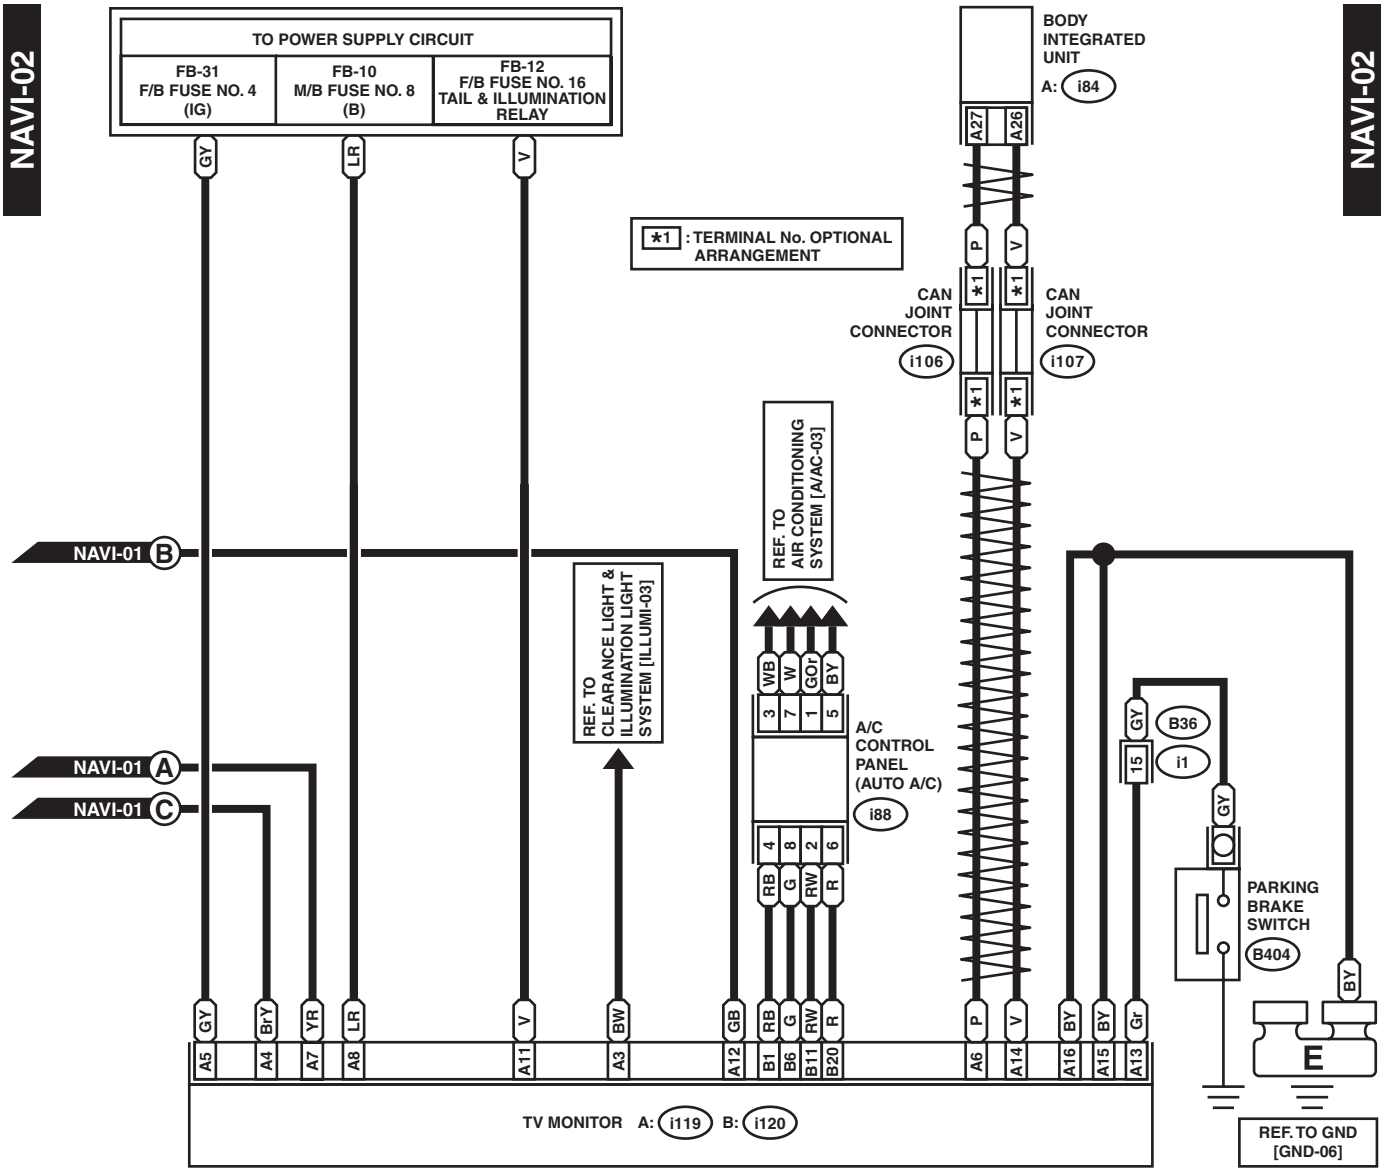 NAVI-02
NAVI-02
TO POWER SUPPLY CIRCUIT
FB-31
F/B FUSE NO. 4
(IG)
FB-10
M/B FUSE NO. 8
(B)
FB-12
F/B FUSE NO. 16
TAIL & ILLUMINATION
RELAY
GY
LR
V
BODY
INTEGRATED
UNIT
A: i84
A27
A26
*1 : TERMINAL No. OPTIONAL
ARRANGEMENT
P
V
*1
*1
CAN
JOINT
CONNECTOR
i106
CAN
JOINT
CONNECTOR
i107
*1
*1
P
V
REF. TO
AIR CONDITIONING
SYSTEM [A/AC-03]
NAVI-01 B
REF. TO
CLEARANCE LIGHT &
ILLUMINATION LIGHT
SYSTEM [ILLUMI-03]
WB
W
GOr
BY
3
7
1
5
A/C
CONTROL
PANEL
(AUTO A/C)
i88
4
8
2
6
RB
G
RW
R
NAVI-01 A
NAVI-01 C
GY
B36
15
i1
GY
PARKING
BRAKE
SWITCH
B404
BY
E
REF. TO GND
[GND-06]
GY
BrY
YR
LR
V
BW
GB
RB
G
RW
R
P
V
BY
BY
Gr
A5
A4
A7
A8
A11
A3
A12
B1
B6
B11
B20
A6
A14
A16
A15
A13
TV MONITOR A: i119 B: i120